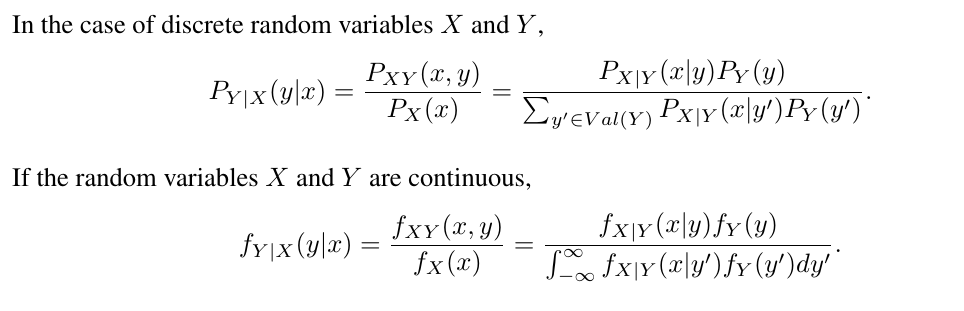 In the case of discrete random variables X and Y,
P_{Y|X}(y|x) = \frac{P_{XY}(x, y)}{P_X(x)} = \frac{P_{X|Y}(x|y)P_Y(y)}{\sum_{y' \in Val(Y)} P_{X|Y}(x|y')P_Y(y')}.
If the random variables X and Y are continuous,
f_{Y|X}(y|x) = \frac{f_{XY}(x, y)}{f_X(x)} = \frac{f_{X|Y}(x|y)f_Y(y)}{\int_{-\infty}^{\infty} f_{X|Y}(x|y')f_Y(y')dy'}.